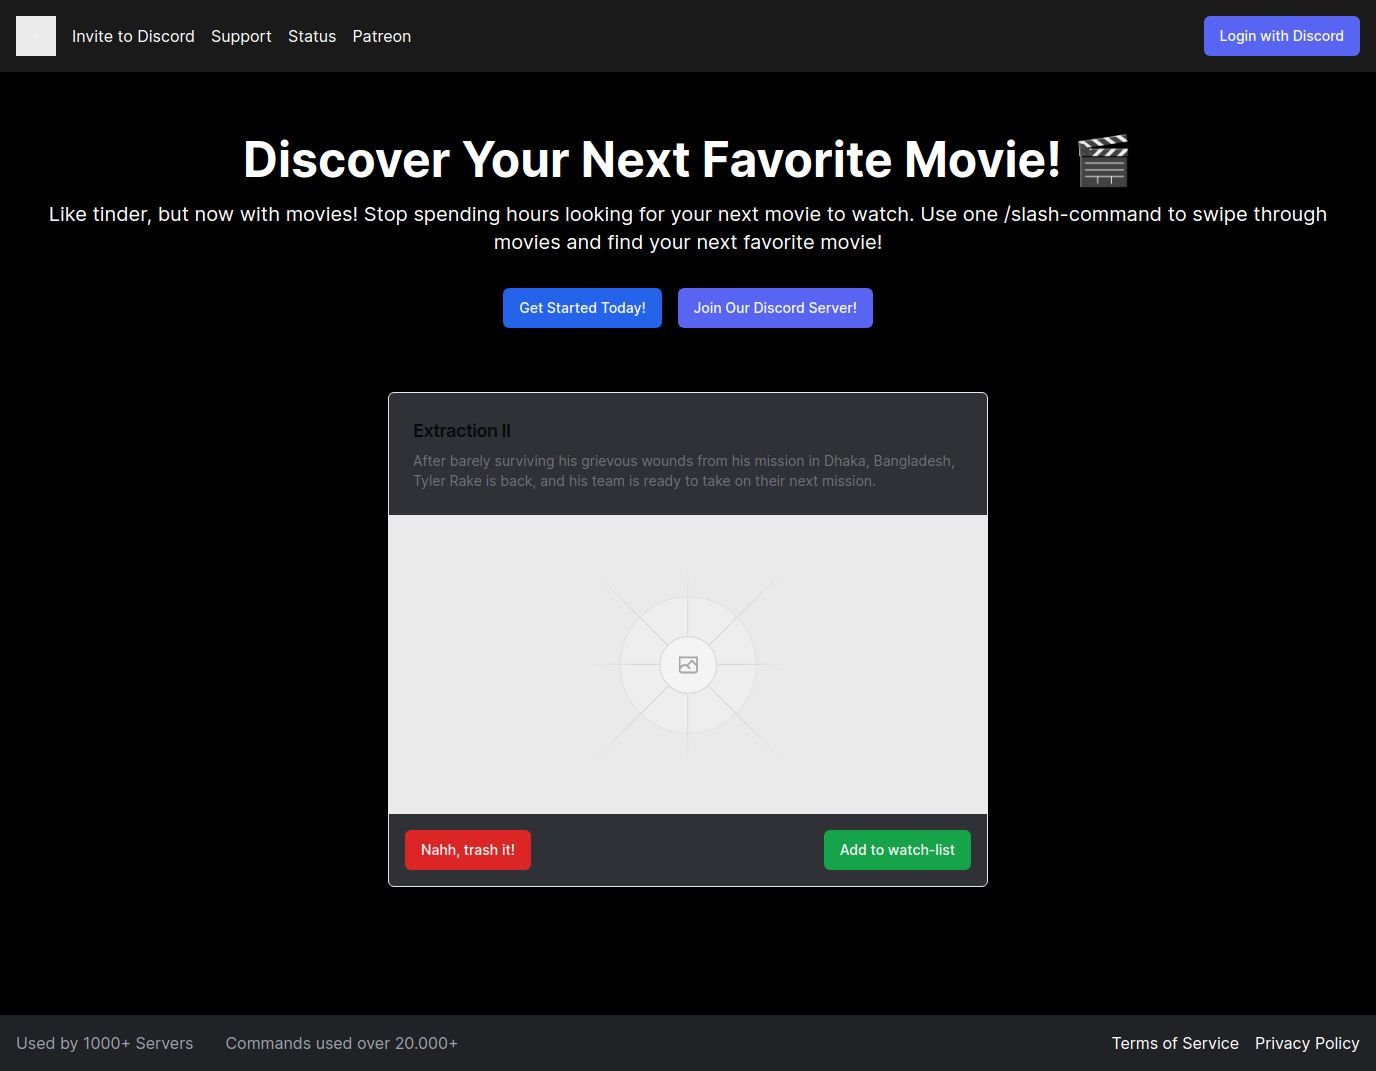 Invite to Discord Support Status Patreon Login with Discord
Discover Your Next Favorite Movie! 🎬
Like tinder, but now with movies! Stop spending hours looking for your next movie to watch. Use one /slash-command to swipe through
movies and find your next favorite movie!
Get Started Today! Join Our Discord Server!
Extraction II
After barely surviving his grievous wounds from his mission in Dhaka, Bangladesh,
Tyler Rake is back, and his team is ready to take on their next mission.
Nahh, trash it! Add to watch-list
Used by 1000+ Servers Commands used over 20.000+ Terms of Service Privacy Policy